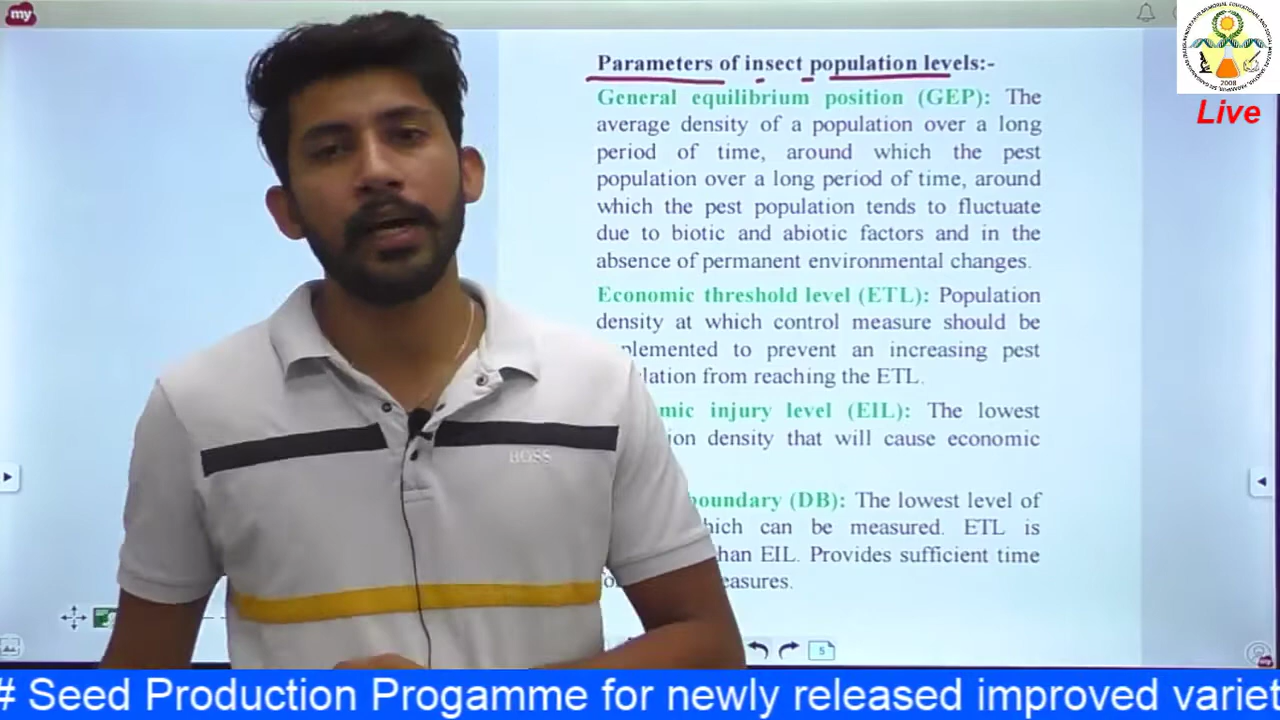 my
Parameters of insect population levels:-
General equilibrium position (GEP): The
average density of a population over a long
period of time, around which the pest
population over a long period of time, around
which the pest population tends to fluctuate
due to biotic and abiotic factors and in the
absence of permanent environmental changes.
Economic threshold level (ETL): Population
density at which control measure should be
plemented to prevent an increasing pest
lation from reaching the ETL.
mic injury level (EIL): The lowest
ion density that will cause economic
boundary (DB): The lowest level of
hich can be measured. ETL is
han EIL. Provides sufficient time
easures.
2008
Live
BOSS
5
# Seed Production Progamme for newly released improved variet